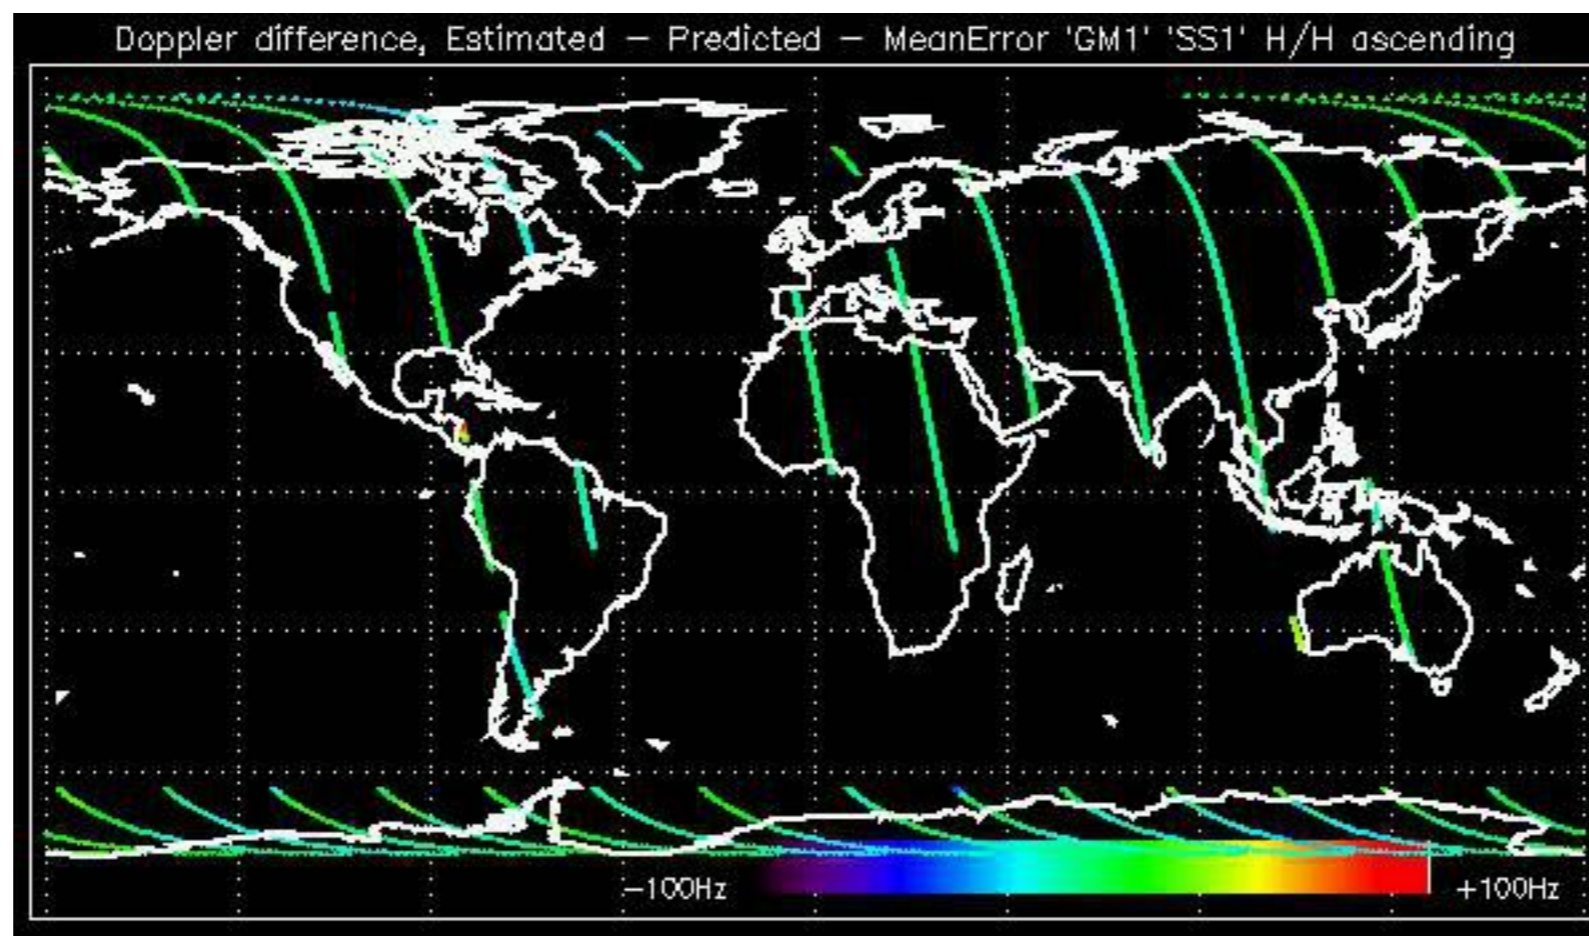 Doppler difference, Estimated – Predicted – MeanError 'GM1' 'SS1' H/H ascending
-100Hz
+100Hz